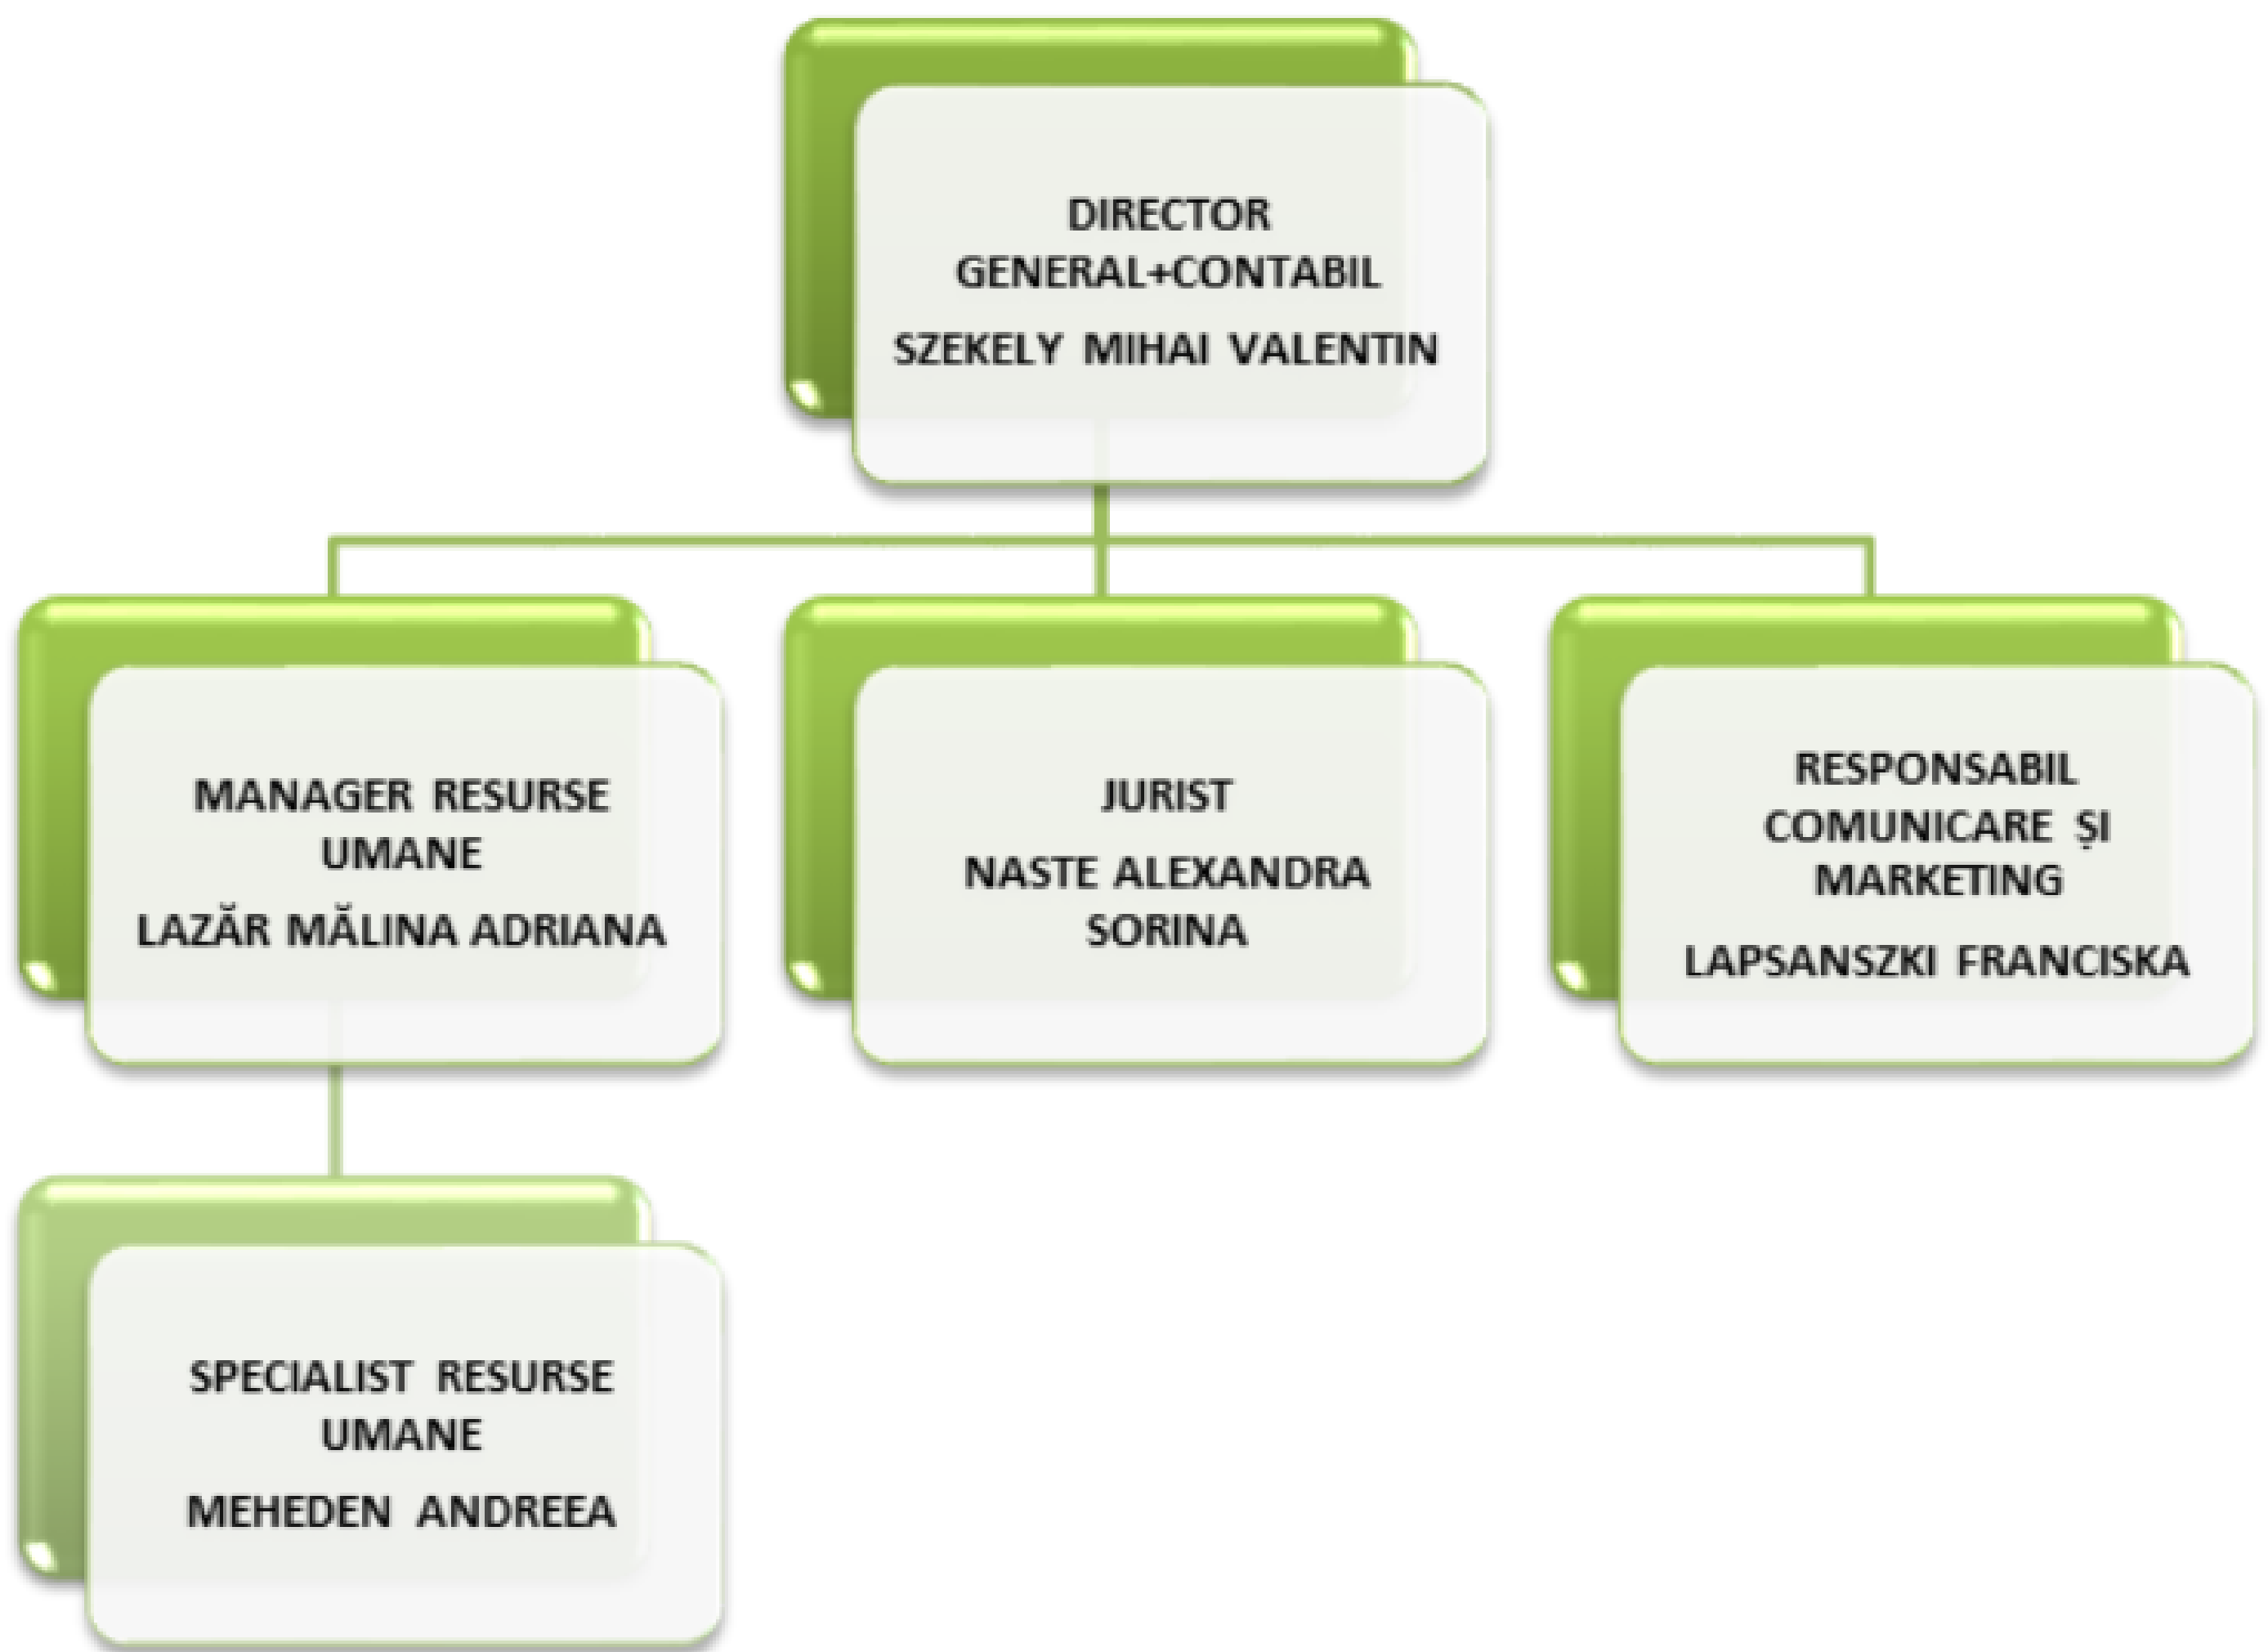 DIRECTOR
GENERAL+CONTABIL
SZEKELY MIHAI VALENTIN
MANAGER RESURSE
UMANE
LAZĂR MĂLINA ADRIANA
JURIST
NASTE ALEXANDRA
SORINA
RESPONSABIL
COMUNICARE ȘI
MARKETING
LAPSANSZKI FRANCISKA
SPECIALIST RESURSE
UMANE
MEHEDEN ANDREEA